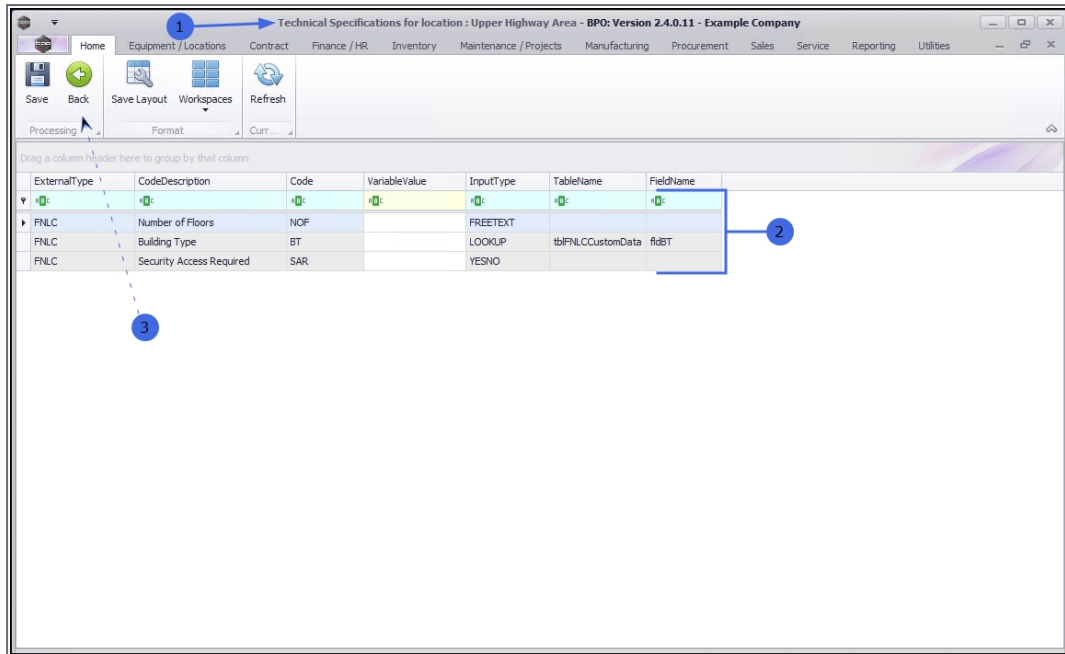 1
Technical Specifications for location : Upper Highway Area - BPO: Version 2.4.0.11 - Example Company
Home Equipment / Locations Contract Finance / HR Inventory Maintenance / Projects Manufacturing Procurement Sales Service Reporting Utilities
Save Back Save Layout Workspaces Refresh
Processing Format Curr...
Drag a column header here to group by that column
ExternalType CodeDescription Code VariableValue InputType TableName FieldName
FNLC Number of Floors NOF FREETEXT
2
FNLC Building Type BT LOOKUP tblFNLCCustomData fldBT
FNLC Security Access Required SAR YESNO
3